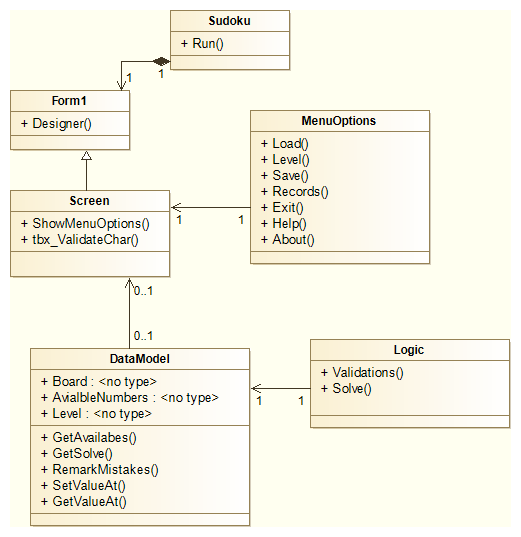 Sudoku
+ Run()
1
1
Form1
+ Designer()
MenuOptions
+ Load()
+ Level()
+ Save()
+ Records()
+ Exit()
+ Help()
+ About()
Screen
+ ShowMenuOptions()
+ tbx_ValidateChar()
1
1
0..1
0..1
DataModel
+ Board : <no type>
+ AvialbleNumbers : <no type>
+ Level : <no type>
+ GetAvailabes()
+ GetSolve()
+ RemarkMistakes()
+ SetValueAt()
+ GetValueAt()
Logic
+ Validations()
+ Solve()
1
1